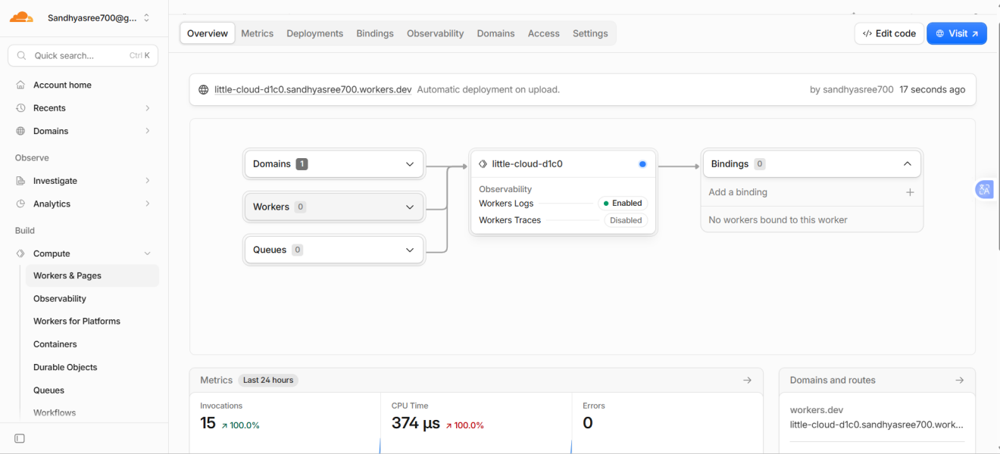 Sandhyasree700@g...
Quick search... Ctrl K
Account home
Recents
Domains
Observe
Investigate
Analytics
Build
Compute
Workers & Pages
Observability
Workers for Platforms
Containers
Durable Objects
Queues
Workflows
Overview Metrics Deployments Bindings Observability Domains Access Settings
</> Edit code Visit
little-cloud-d1c0.sandhyasree700.workers.dev Automatic deployment on upload. by sandhyasree700 17 seconds ago
Domains 1
Workers 0
Queues 0
little-cloud-d1c0
Observability
Workers Logs Enabled
Workers Traces Disabled
Bindings 0
Add a binding
No workers bound to this worker
Metrics Last 24 hours
Invocations
15 100.0%
CPU Time
374 µs 100.0%
Errors
0
Domains and routes
workers.dev
little-cloud-d1c0.sandhyasree700.work...